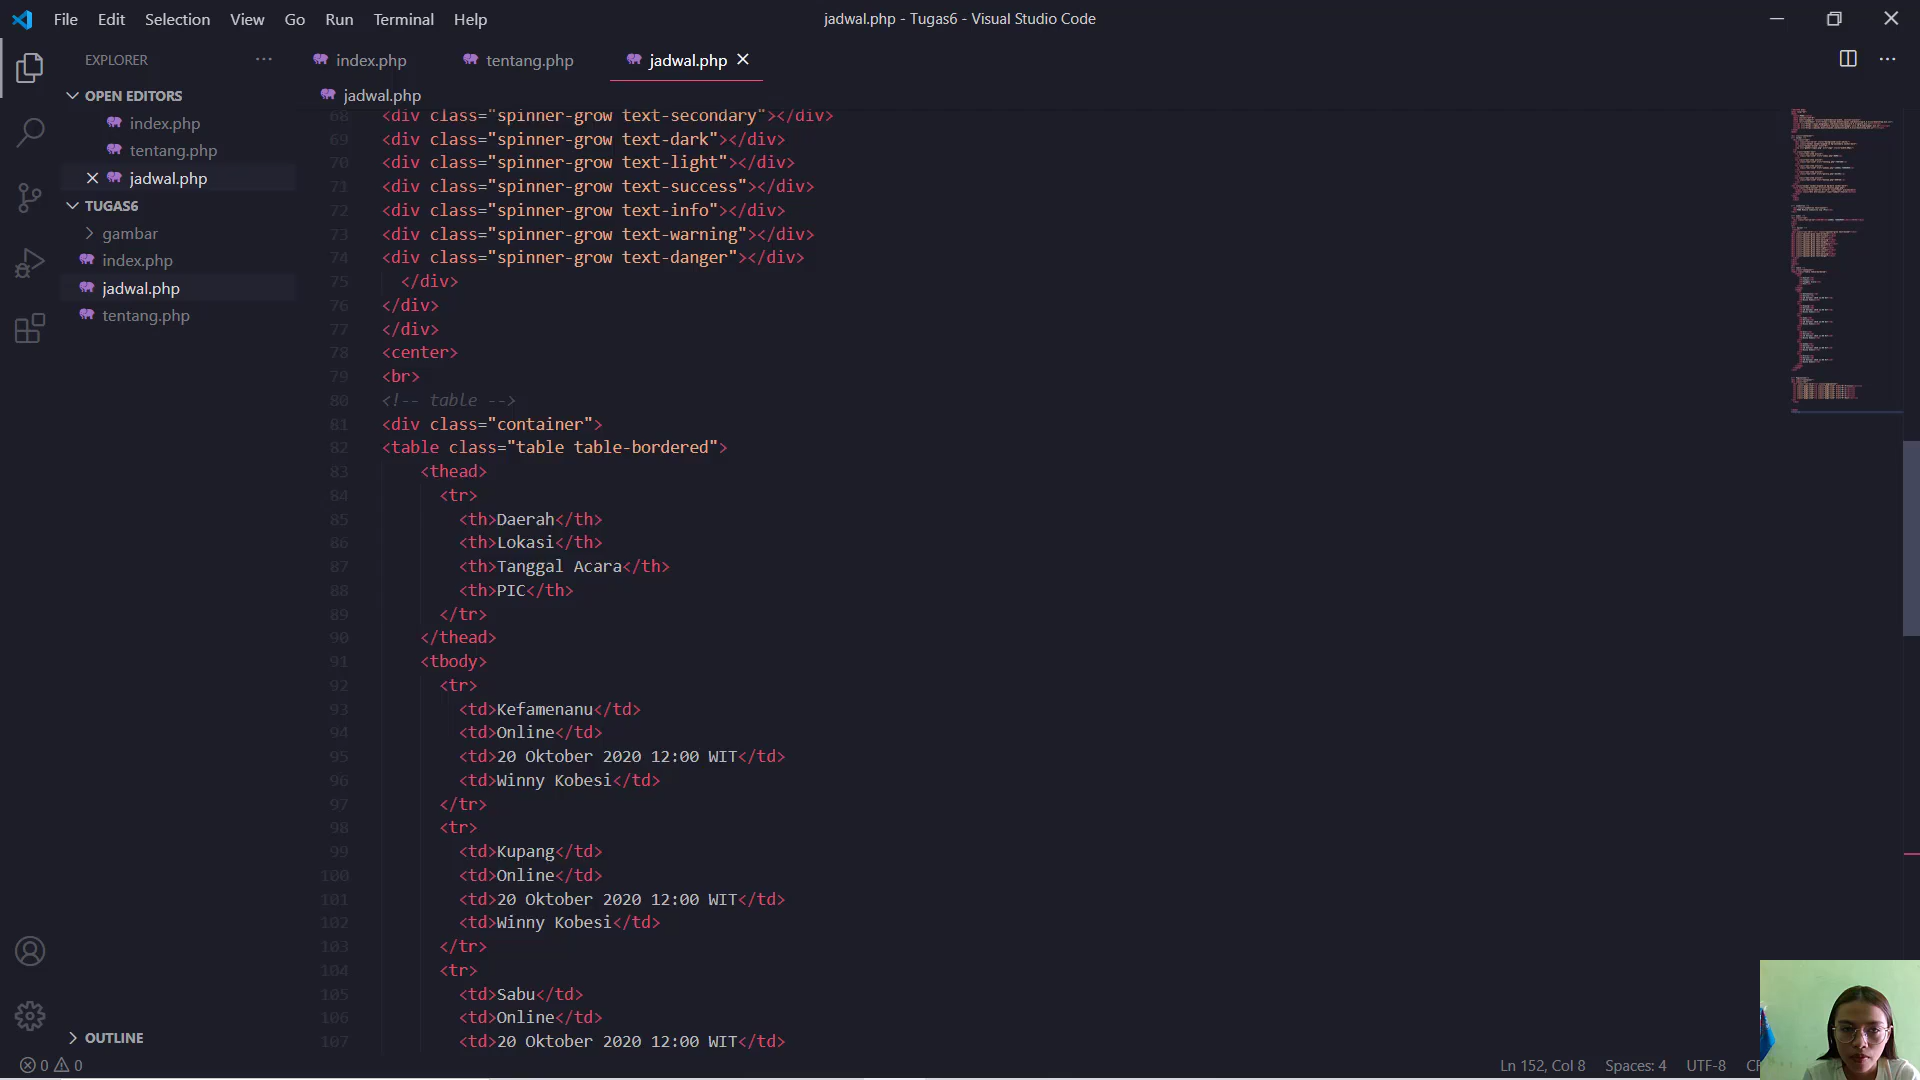 File Edit Selection View Go Run Terminal Help
jadwal.php - Tugas6 - Visual Studio Code
EXPLORER
index.php
tentang.php
jadwal.php
OPEN EDITORS
index.php
tentang.php
jadwal.php
TUGAS6
gambar
index.php
jadwal.php
tentang.php
OUTLINE
jadwal.php
68 <div class="spinner-grow text-secondary"></div>
69 <div class="spinner-grow text-dark"></div>
70 <div class="spinner-grow text-light"></div>
71 <div class="spinner-grow text-success"></div>
72 <div class="spinner-grow text-info"></div>
73 <div class="spinner-grow text-warning"></div>
74 <div class="spinner-grow text-danger"></div>
75 </div>
76 </div>
77 </div>
78 <center>
79 <br>
80 <!-- table -->
81 <div class="container">
82 <table class="table table-bordered">
83 <thead>
84 <tr>
85 <th>Daerah</th>
86 <th>Lokasi</th>
87 <th>Tanggal Acara</th>
88 <th>PIC</th>
89 </tr>
90 </thead>
91 <tbody>
92 <tr>
93 <td>Kefamenanu</td>
94 <td>Online</td>
95 <td>20 Oktober 2020 12:00 WIT</td>
96 <td>Winny Kobesi</td>
97 </tr>
98 <tr>
99 <td>Kupang</td>
100 <td>Online</td>
101 <td>20 Oktober 2020 12:00 WIT</td>
102 <td>Winny Kobesi</td>
103 </tr>
104 <tr>
105 <td>Sabu</td>
106 <td>Online</td>
107 <td>20 Oktober 2020 12:00 WIT</td>
0 0
Ln 152, Col 8 Spaces: 4 UTF-8